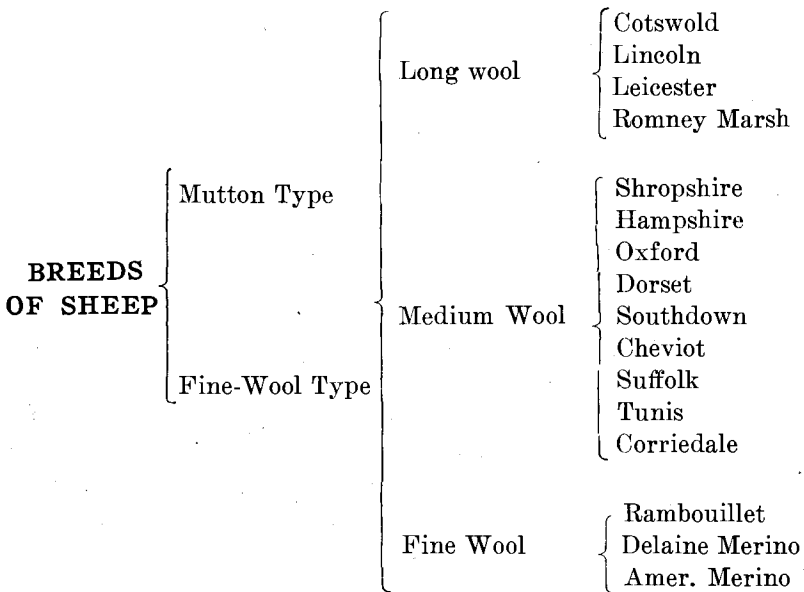 BREEDS
OF SHEEP
Mutton Type
Fine-Wool Type
Long wool
Cotswold
Lincoln
Leicester
Romney Marsh
Medium Wool
Shropshire
Hampshire
Oxford
Dorset
Southdown
Cheviot
Suffolk
Tunis
Corriedale
Fine Wool
Rambouillet
Delaine Merino
Amer. Merino